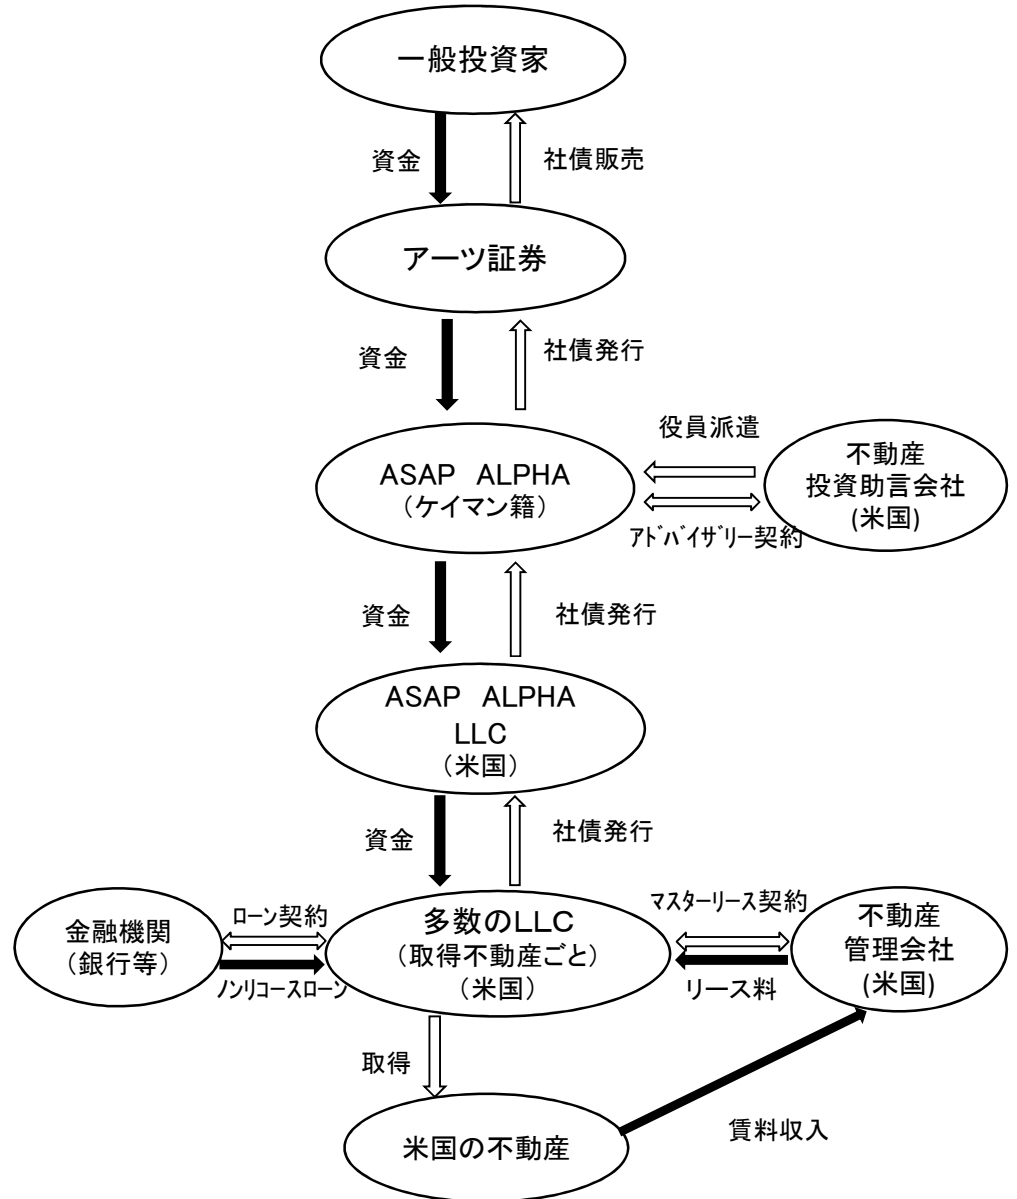 一般投資家
資金
社債販売
アーツ証券
資金
社債発行
役員派遣
ASAP ALPHA
（ケイマン籍）
不動産
投資助言会社
(米国)
ｱﾄﾞﾊﾞｲｻﾞﾘｰ契約
資金
社債発行
ASAP ALPHA
LLC
（米国）
資金
社債発行
金融機関
（銀行等）
ローン契約
ノンリコースローン
多数のLLC
（取得不動産ごと）
（米国）
マスターリース契約
リース料
不動産
管理会社
(米国)
取得
米国の不動産
賃料収入